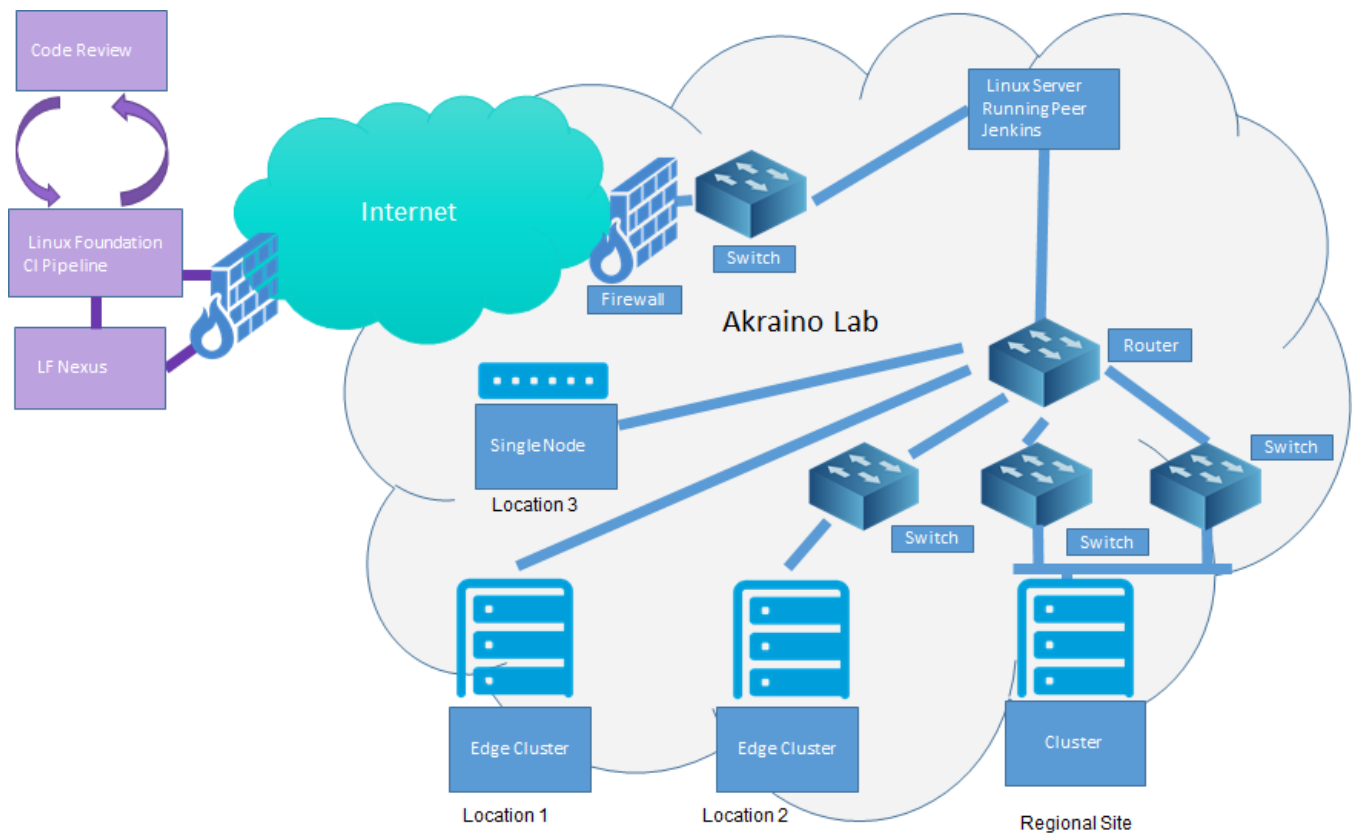 Code Review
Linux Foundation
CI Pipeline
LF Nexus
Internet
Firewall
Switch
Linux Server
Running Peer
Jenkins
Akraino Lab
Router
Single Node
Location 3
Switch
Switch
Switch
Edge Cluster
Location 1
Edge Cluster
Location 2
Cluster
Regional Site